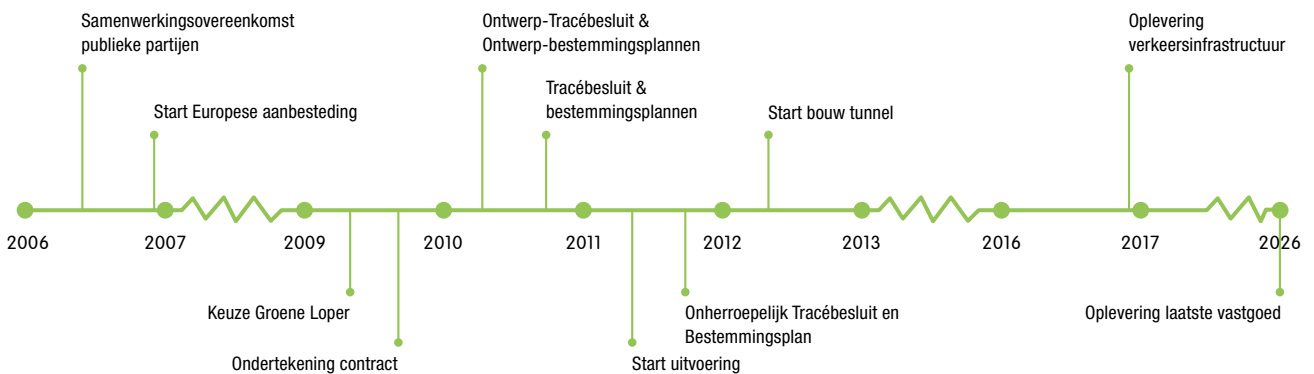 Samenwerkingsovereenkomst
publieke partijen
Ontwerp-Tracébesluit &
Ontwerp-bestemmingsplannen
Oplevering
verkeersinfrastructuur
Start Europese aanbesteding
Tracébesluit &
bestemmingsplannen
Start bouw tunnel
2006
2007
2009
2010
2011
2012
2013
2016
2017
2026
Keuze Groene Loper
Onherroepelijk Tracébesluit en
Bestemmingsplan
Oplevering laatste vastgoed
Ondertekening contract
Start uitvoering